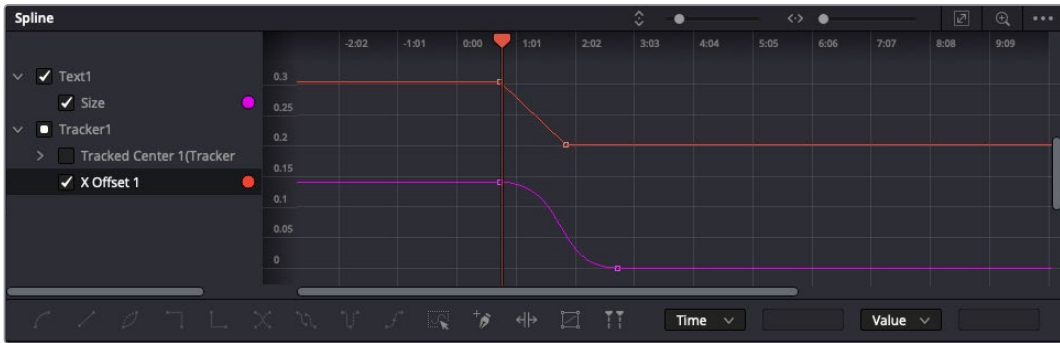 Spline
-2:02 -1:01 0:00 1:01 2:02 3:03 4:04 5:05 6:06 7:07 8:08 9:09
Text1
Size
Tracker1
Tracked Center 1(Tracker
X Offset 1
0.3
0.25
0.2
0.15
0.1
0.05
0
Time
Value